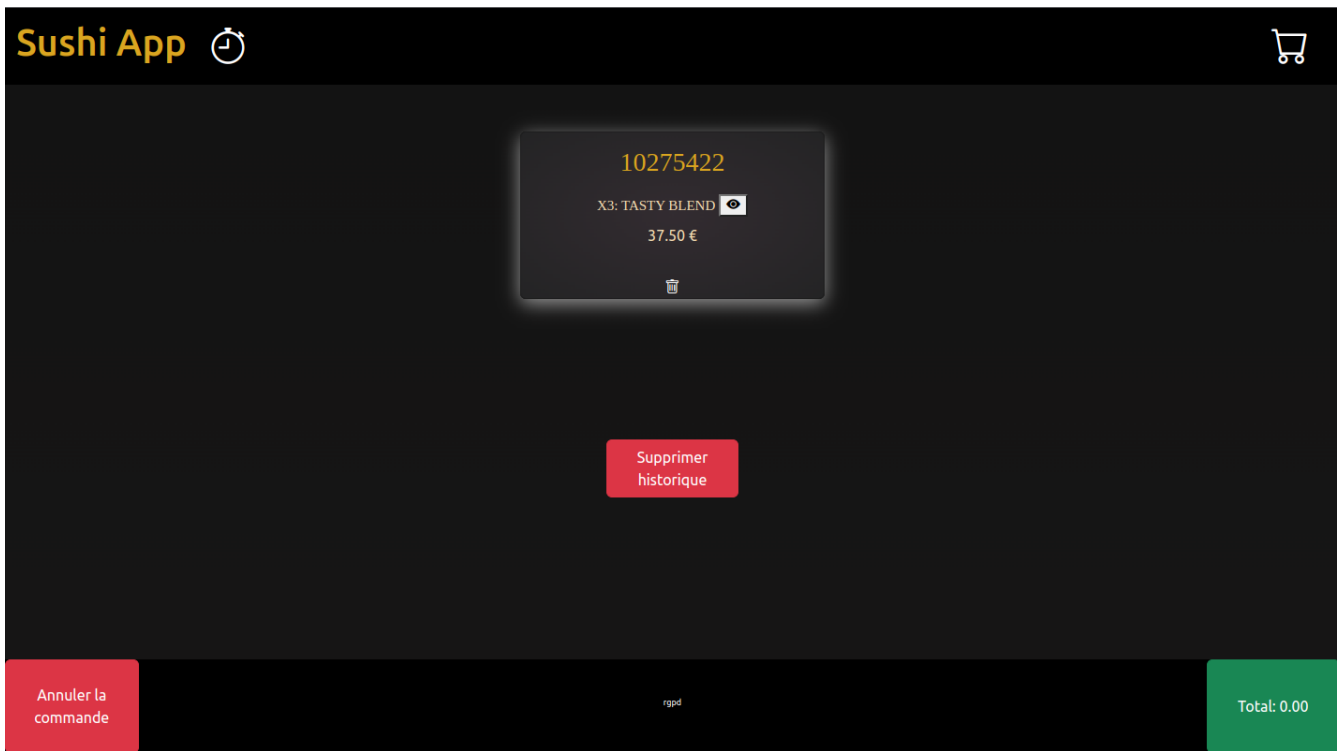 Sushi App
10275422
X3: TASTY BLEND
37.50 €
Supprimer
historique
Annuler la
commande
rgpd
Total: 0.00